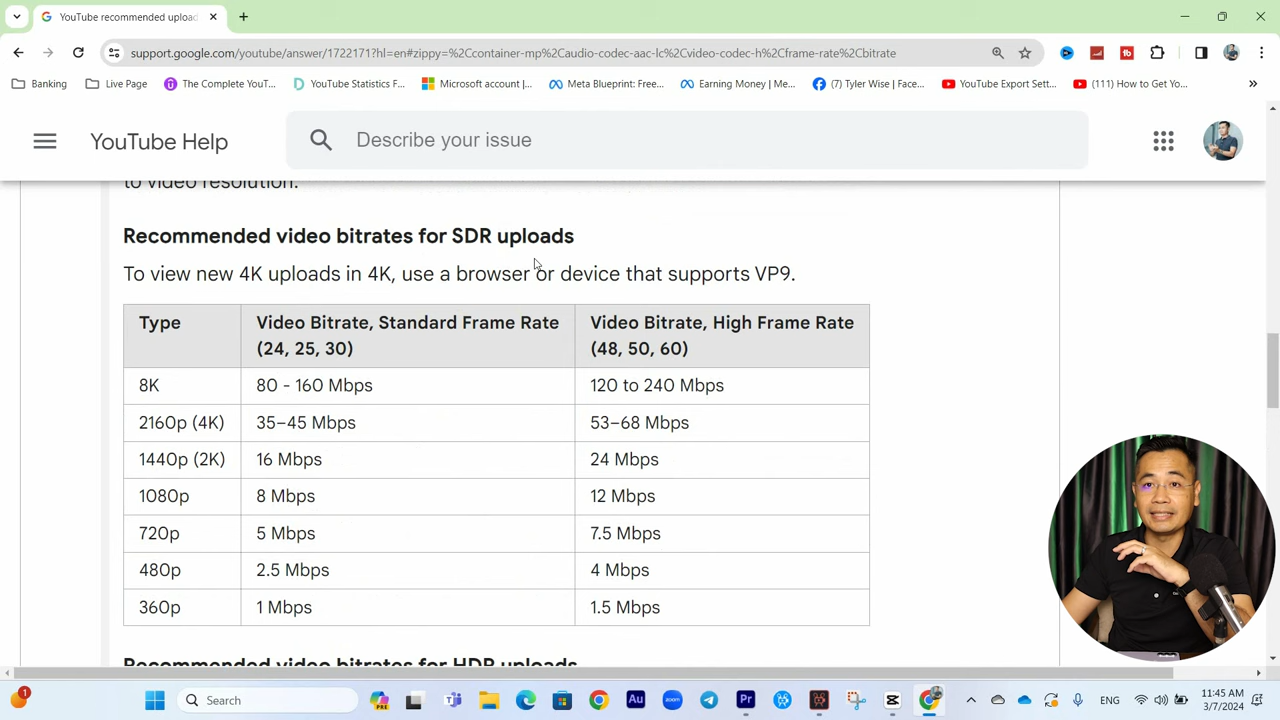 YouTube recommended upload
support.google.com/youtube/answer/1722171?hl=en#zippy=%2Ccontainer-mp%2Caudio-codec-aac-lc%2Cvideo-codec-h%2Cframe-rate%2Cbitrate
Banking
Live Page
The Complete YouT...
YouTube Statistics F...
Microsoft account |...
Meta Blueprint: Free...
Earning Money | Me...
(2) Tyler Wise | Face...
YouTube Export Sett...
(111) How to Get Yo...
YouTube Help
Describe your issue
to video resolution.
Recommended video bitrates for SDR uploads
To view new 4K uploads in 4K, use a browser or device that supports VP9.
Type
Video Bitrate, Standard Frame Rate
(24, 25, 30)
Video Bitrate, High Frame Rate
(48, 50, 60)
8K
80 - 160 Mbps
120 to 240 Mbps
2160p (4K)
35–45 Mbps
53–68 Mbps
1440p (2K)
16 Mbps
24 Mbps
1080p
8 Mbps
12 Mbps
720p
5 Mbps
7.5 Mbps
480p
2.5 Mbps
4 Mbps
360p
1 Mbps
1.5 Mbps
Recommended video bitrates for HDR uploads
1
Search
Au
zoom
Pr
ENG
11:45 AM
3/7/2024